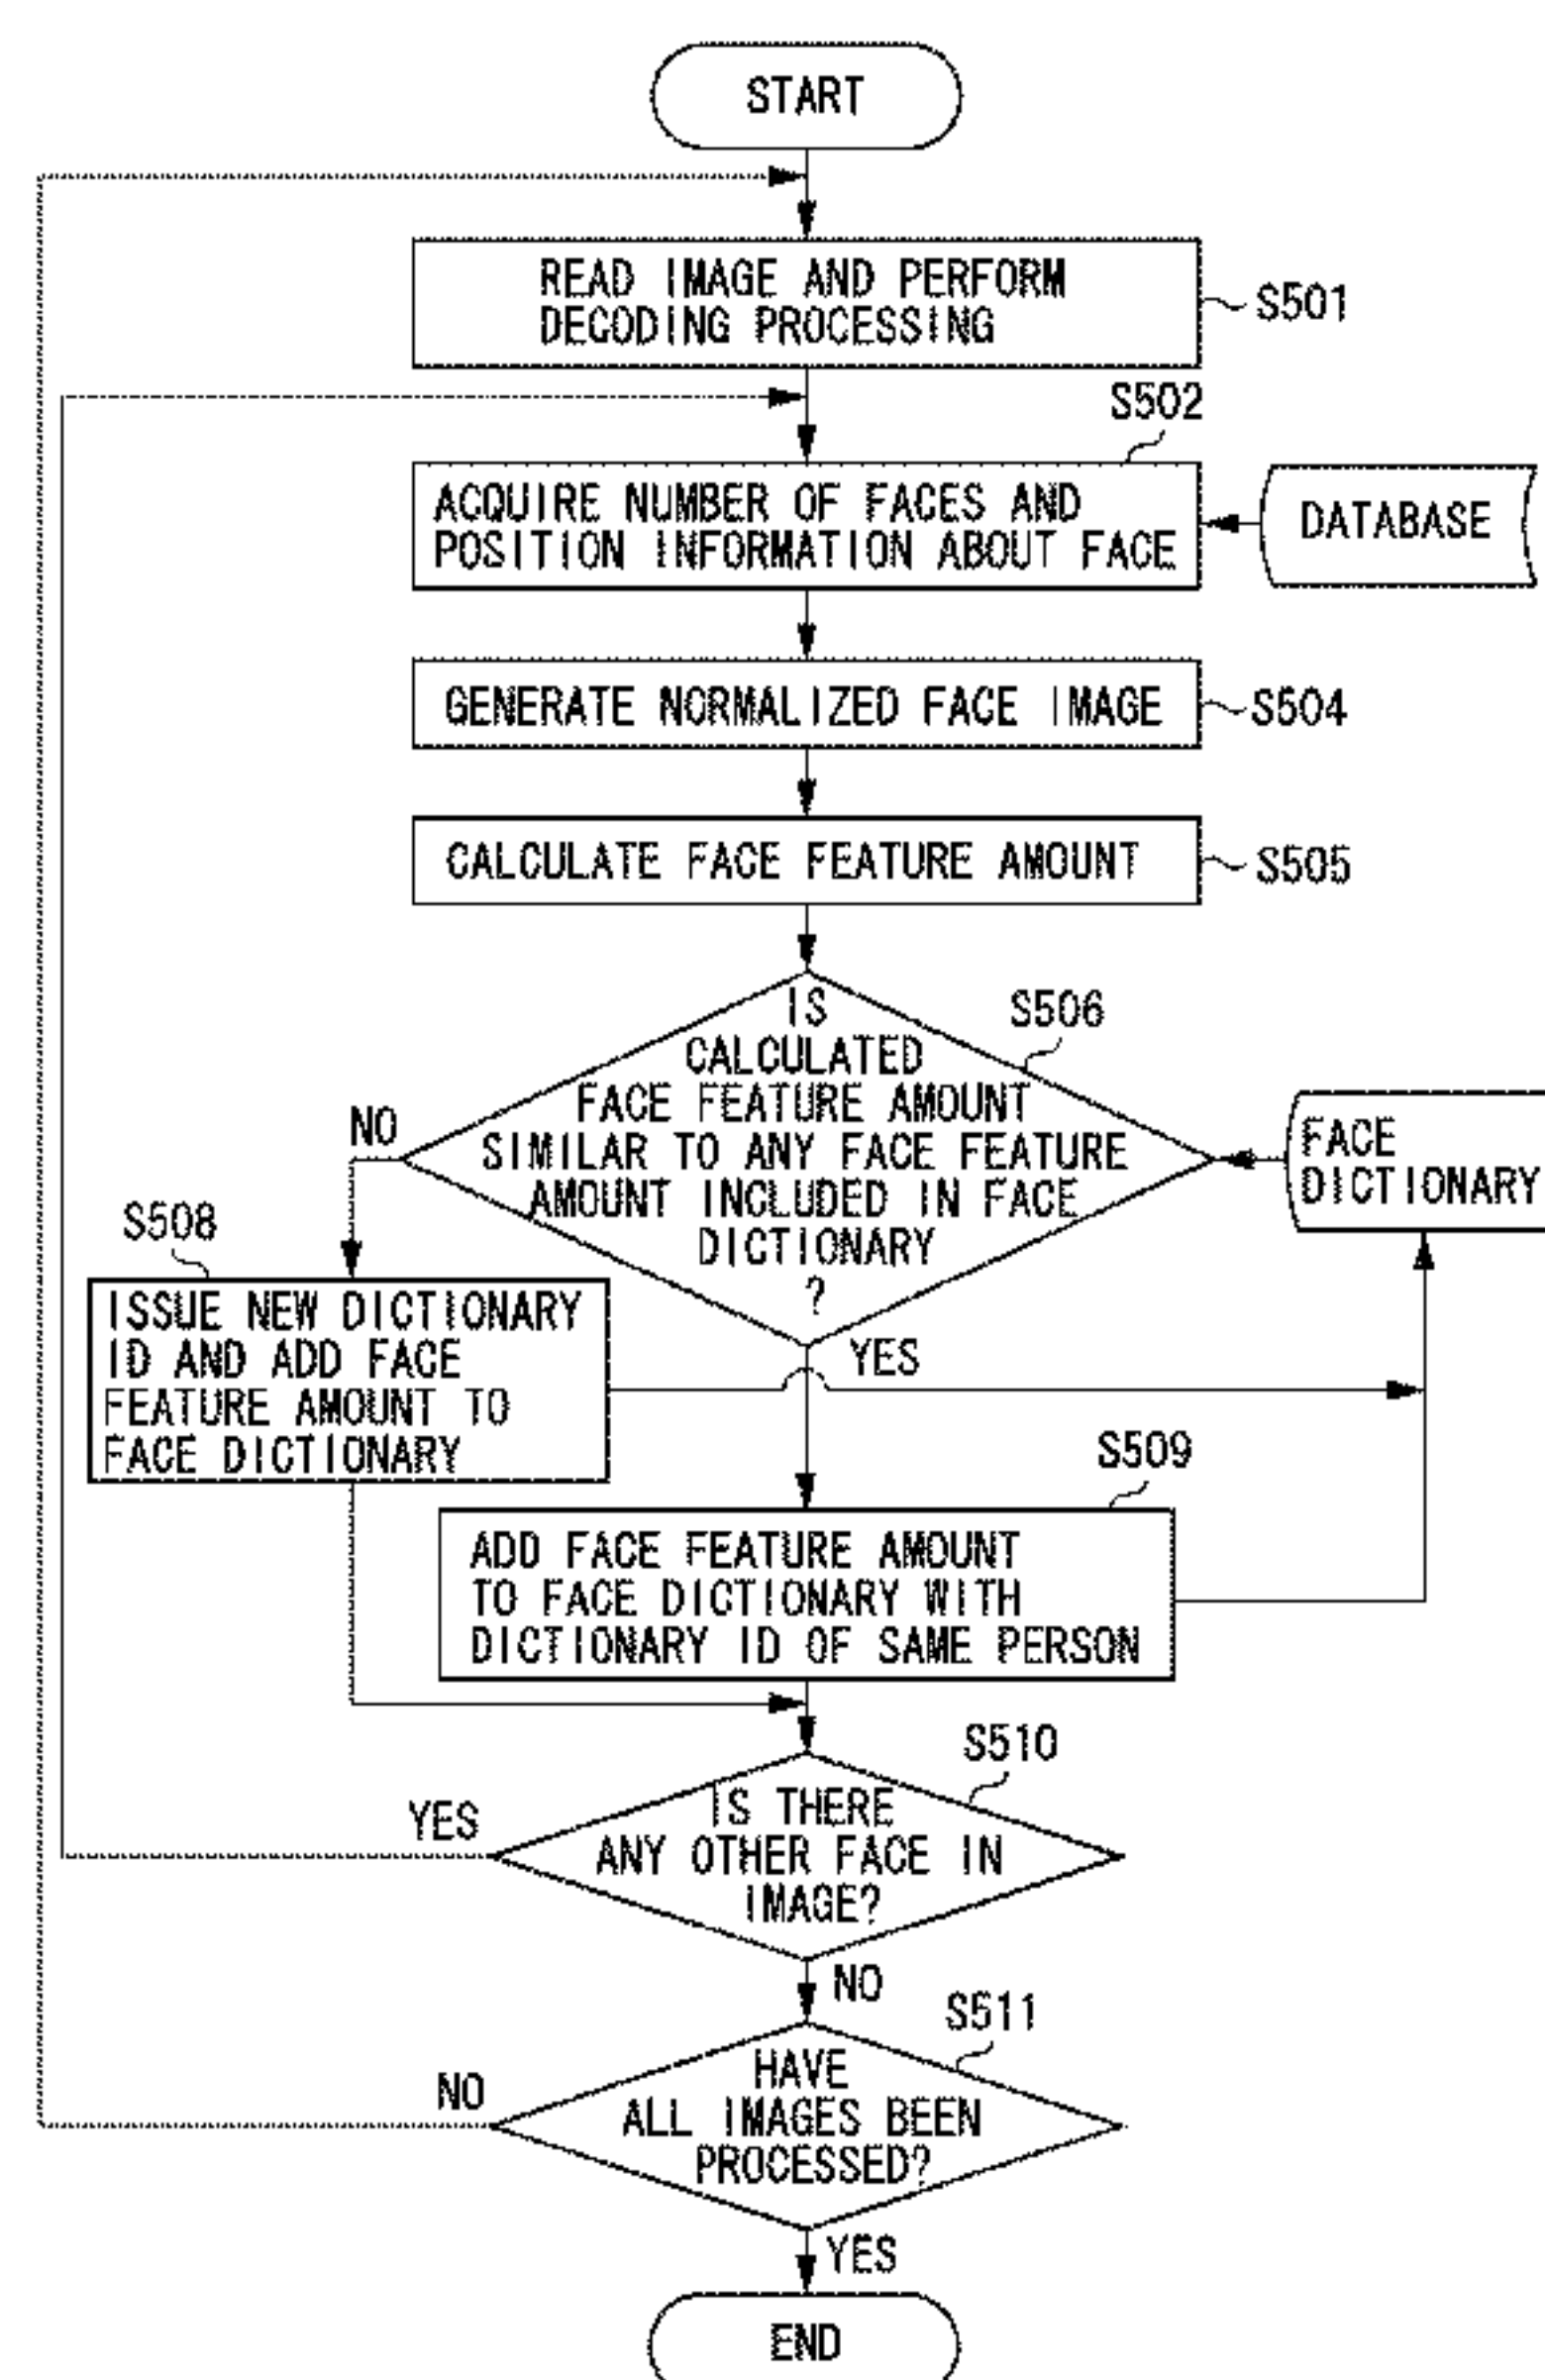 START
READ IMAGE AND PERFORM
DECODING PROCESSING
S501
S502
ACQUIRE NUMBER OF FACES AND
POSITION INFORMATION ABOUT FACE
DATABASE
GENERATE NORMALIZED FACE IMAGE
S504
CALCULATE FACE FEATURE AMOUNT
S505
S506
IS
CALCULATED
FACE FEATURE AMOUNT
SIMILAR TO ANY FACE FEATURE
AMOUNT INCLUDED IN FACE
DICTIONARY
?
NO
FACE
DICTIONARY
S508
ISSUE NEW DICTIONARY
ID AND ADD FACE
FEATURE AMOUNT TO
FACE DICTIONARY
YES
S509
ADD FACE FEATURE AMOUNT
TO FACE DICTIONARY WITH
DICTIONARY ID OF SAME PERSON
S510
YES
IS THERE
ANY OTHER FACE IN
IMAGE?
NO
S511
NO
HAVE
ALL IMAGES BEEN
PROCESSED?
YES
END